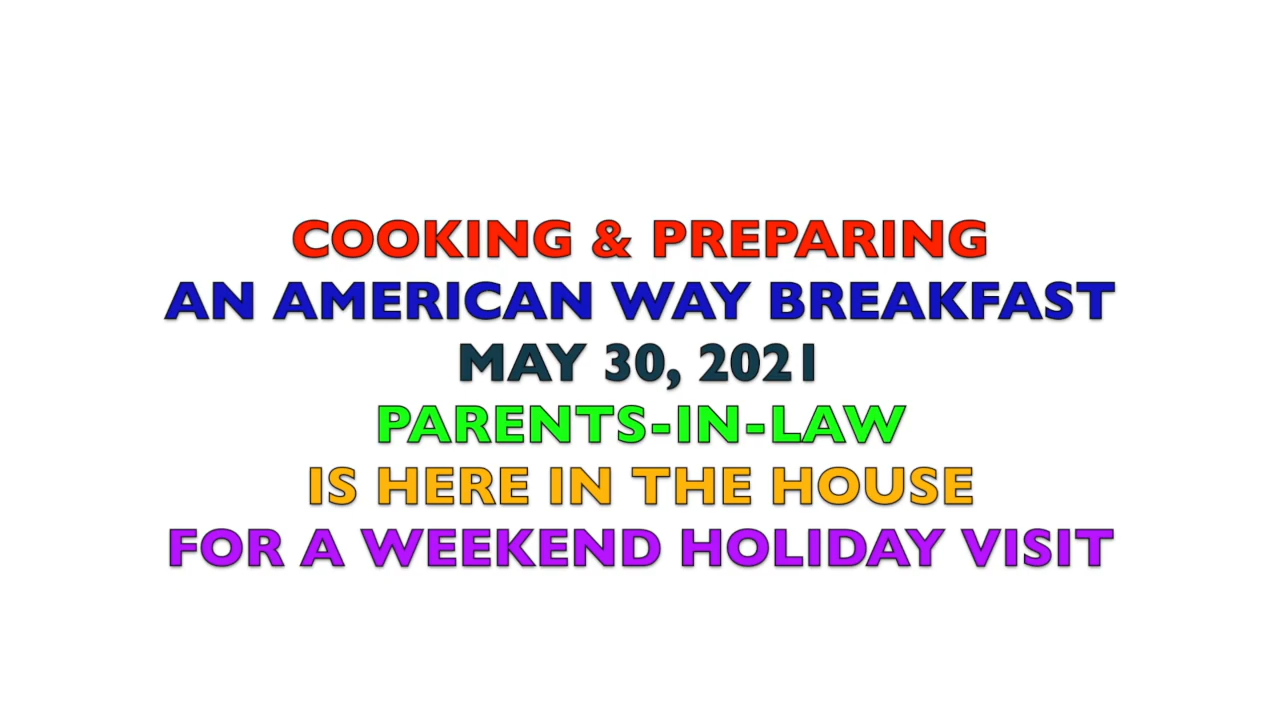 COOKING & PREPARING
AN AMERICAN WAY BREAKFAST
MAY 30, 2021
PARENTS-IN-LAW
IS HERE IN THE HOUSE
FOR A WEEKEND HOLIDAY VISIT